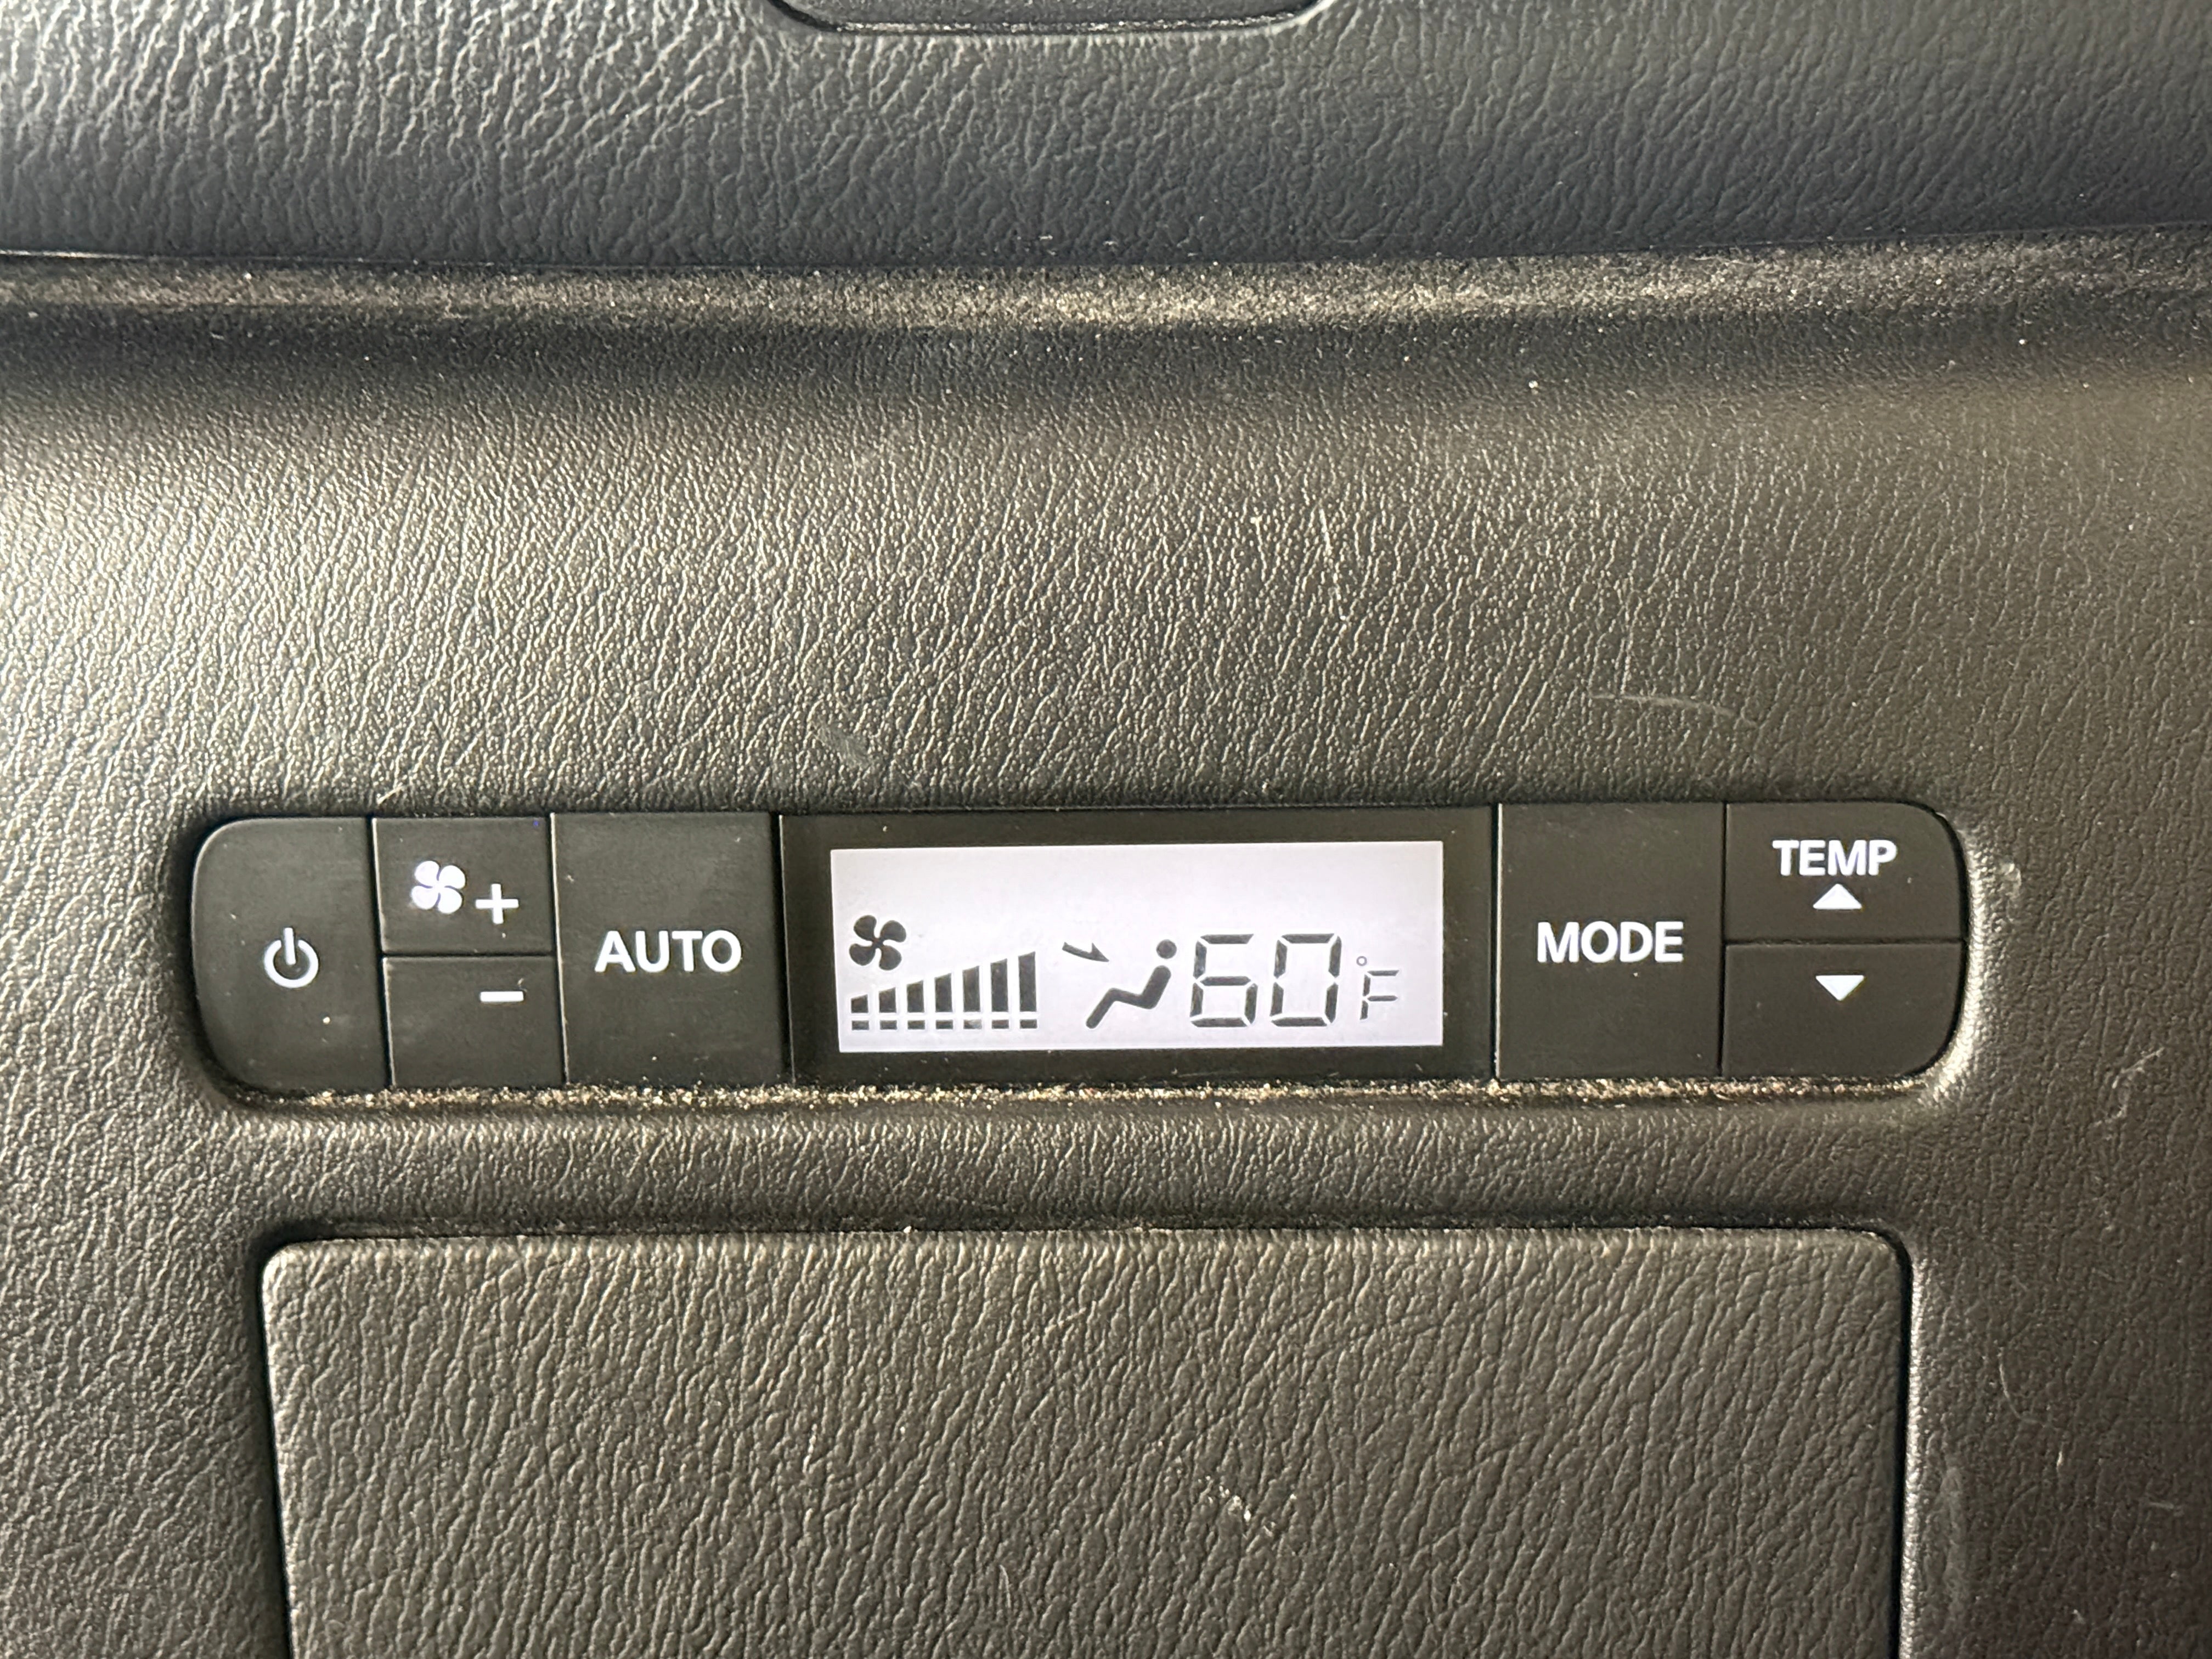 +
-
AUTO
60°F
MODE
TEMP